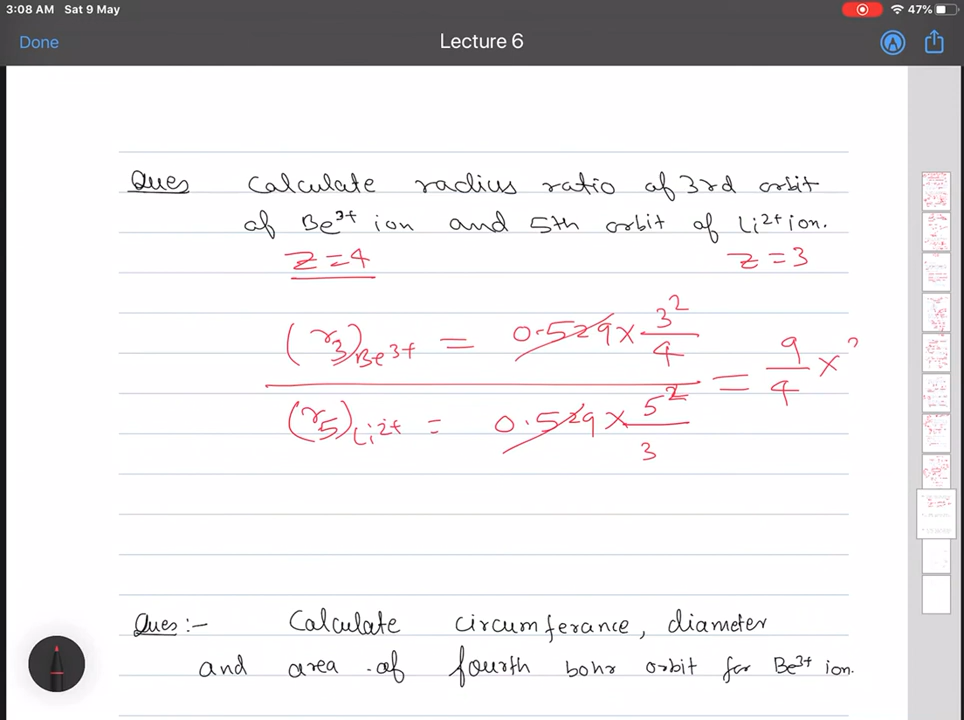 3:08 AM Sat 9 May 47%
Done Lecture 6
Ques Calculate radius ratio of 3rd orbit
of Be³⁺ ion and 5th orbit of Li²⁺ ion.
Z = 4 Z = 3
(r₃)Be³⁺ = 0.529 × 3²/4
= 9/4 ×
(r₅)Li²⁺ = 0.529 × 5²/3
Ques :- Calculate circumferance, diameter
and area of fourth bohr orbit for Be³⁺ ion.